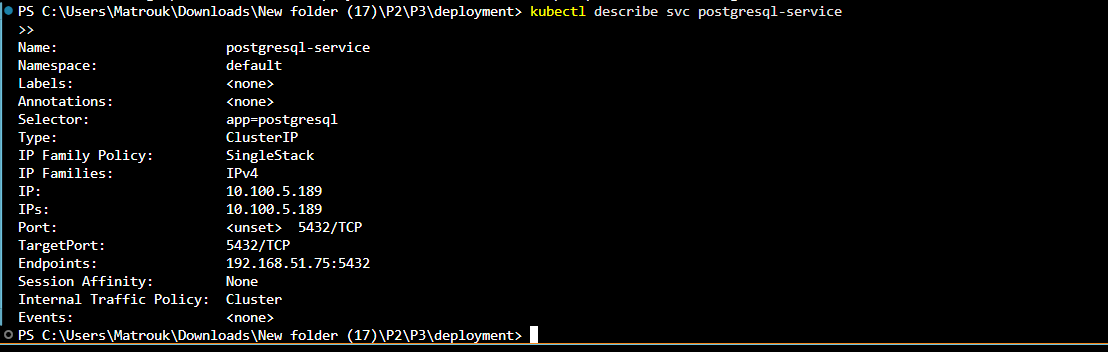 PS C:\Users\Matrouk\Downloads\New folder (17)\P2\P3\deployment> kubectl describe svc postgresql-service
>>
Name:                     postgresql-service
Namespace:                default
Labels:                   <none>
Annotations:              <none>
Selector:                 app=postgresql
Type:                     ClusterIP
IP Family Policy:         SingleStack
IP Families:              IPv4
IP:                       10.100.5.189
IPs:                      10.100.5.189
Port:                     <unset>  5432/TCP
TargetPort:               5432/TCP
Endpoints:                192.168.51.75:5432
Session Affinity:         None
Internal Traffic Policy:  Cluster
Events:                   <none>
PS C:\Users\Matrouk\Downloads\New folder (17)\P2\P3\deployment>